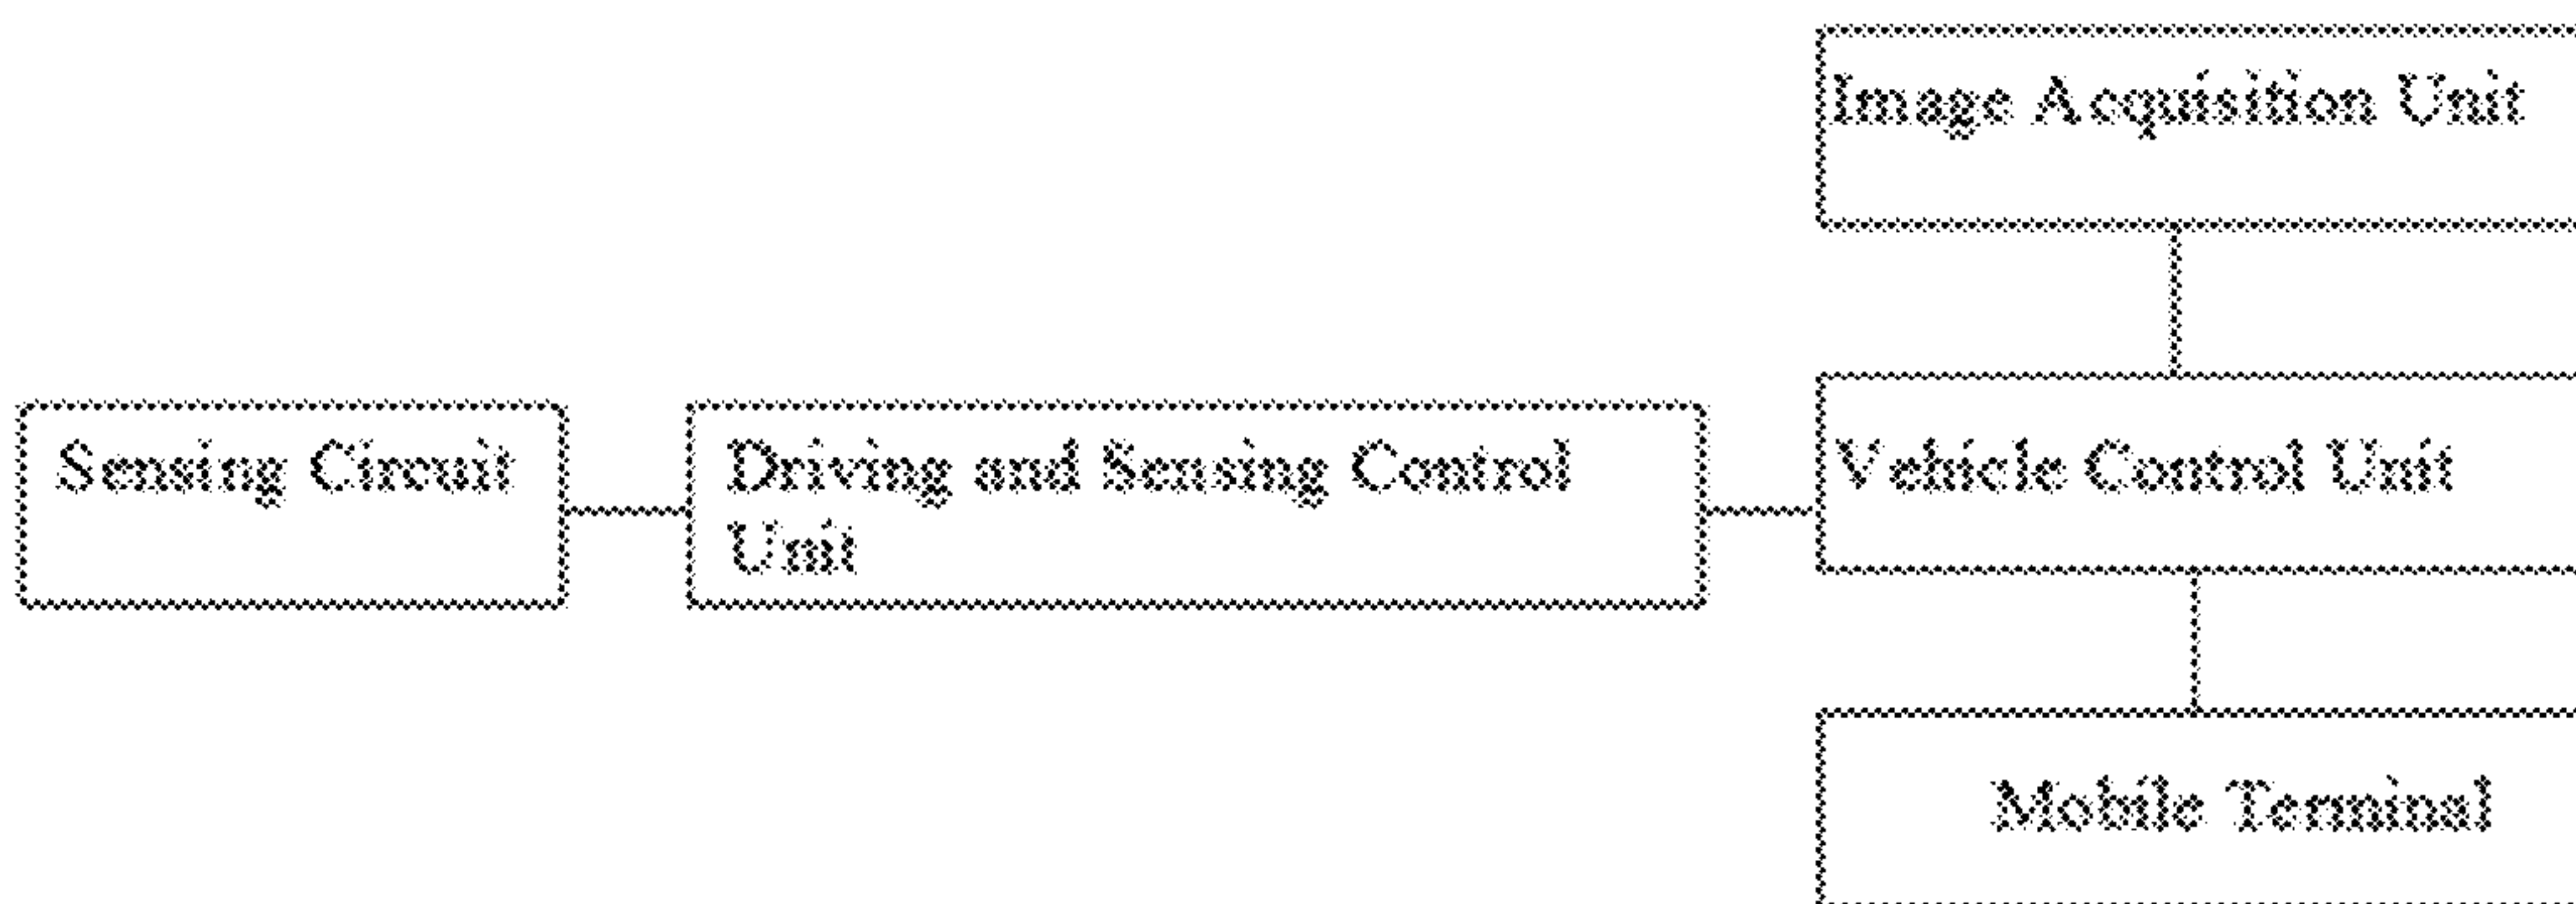 Image Acquisition Unit
Sensing Circuit
Driving and Sensing Control
Unit
Vehicle Control Unit
Mobile Terminal